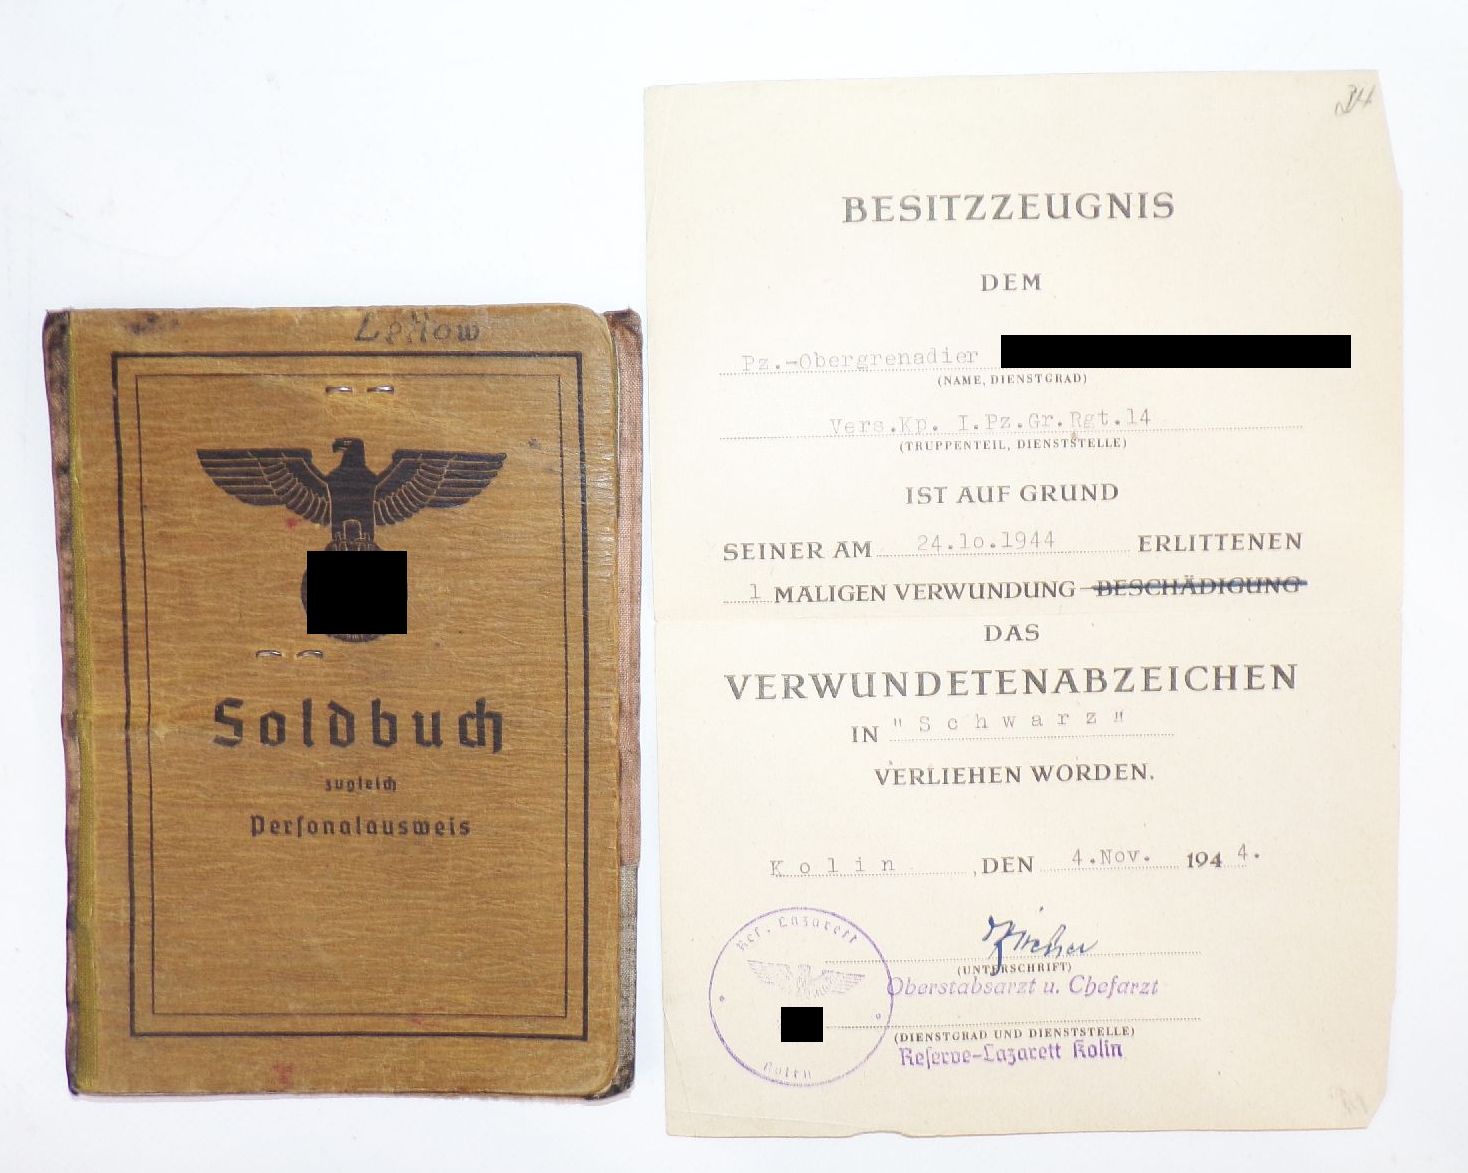 Lettow
Soldbuch
zugleich
Personalausweis
34
BESITZZEUGNIS
DEM
Pz.-Obergrenadier
(NAME, DIENSTGRAD)
Vers.Kp. I.Pz.Gr.Rgt.14
(TRUPPENTEIL, DIENSTSTELLE)
IST AUF GRUND
SEINER AM 24.10.1944 ERLITTENEN
1 MALIGEN VERWUNDUNG – BESCHÄDIGUNG
DAS
VERWUNDETENABZEICHEN
IN "Schwarz"
VERLIEHEN WORDEN.
Kolin, DEN 4.Nov. 1944.
(UNTERSCHRIFT)
Oberstabsarzt u. Chefarzt
(DIENSTGRAD UND DIENSTSTELLE)
Reserve-Lazarett Kolin
Res. Lazarett